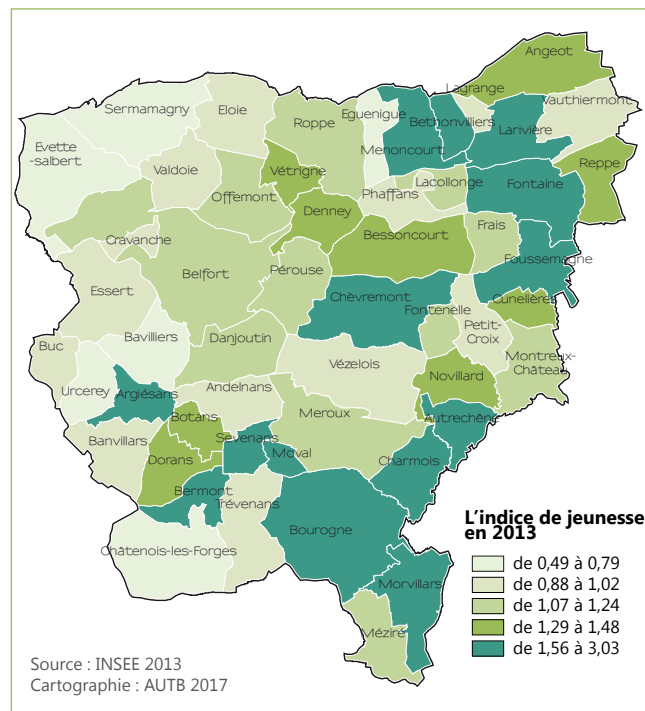 Angeot
Lagrange
Vauthiermont
Sermamagny
Eloie
Roppe
Eguenigue
Bethonvilliers
Larivière
Menoncourt
Evette
-salbert
Valdoie
Vétrigne
Offemont
Phaffans
Lacollonge
Fontaine
Reppe
Denney
Bessoncourt
Frais
Cravanche
Belfort
Pérouse
Foussemagne
Essert
Chèvremont
Cunelières
Fontenelle
Petit-
Croix
Bavilliers
Danjoutin
Buc
Vézelois
Montreux-
Château
Urcerey
Argiésans
Andelnans
Novillard
Botans
Meroux
Autrechêne
Banvillars
Sévenans
Moval
Dorans
Charmois
Bermont
Trévenans
Bourogne
Châtenois-les-Forges
Morvillars
Méziré
L'indice de jeunesse
en 2013
de 0,49 à 0,79
de 0,88 à 1,02
de 1,07 à 1,24
de 1,29 à 1,48
de 1,56 à 3,03
Source : INSEE 2013
Cartographie : AUTB 2017